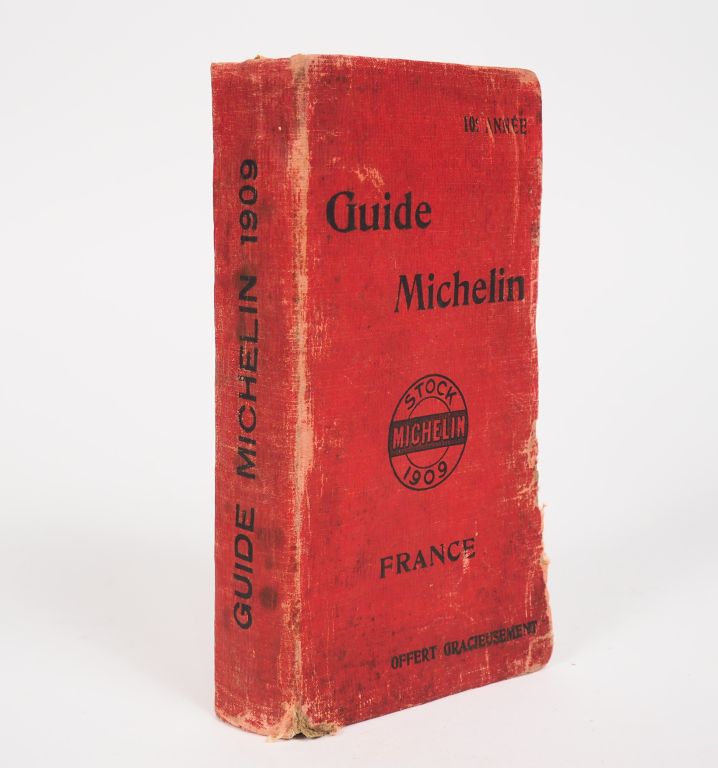 GUIDE MICHELIN 1909
10e ANNÉE
Guide
Michelin
STOCK
MICHELIN
1909
FRANCE
OFFERT GRACIEUSEMENT